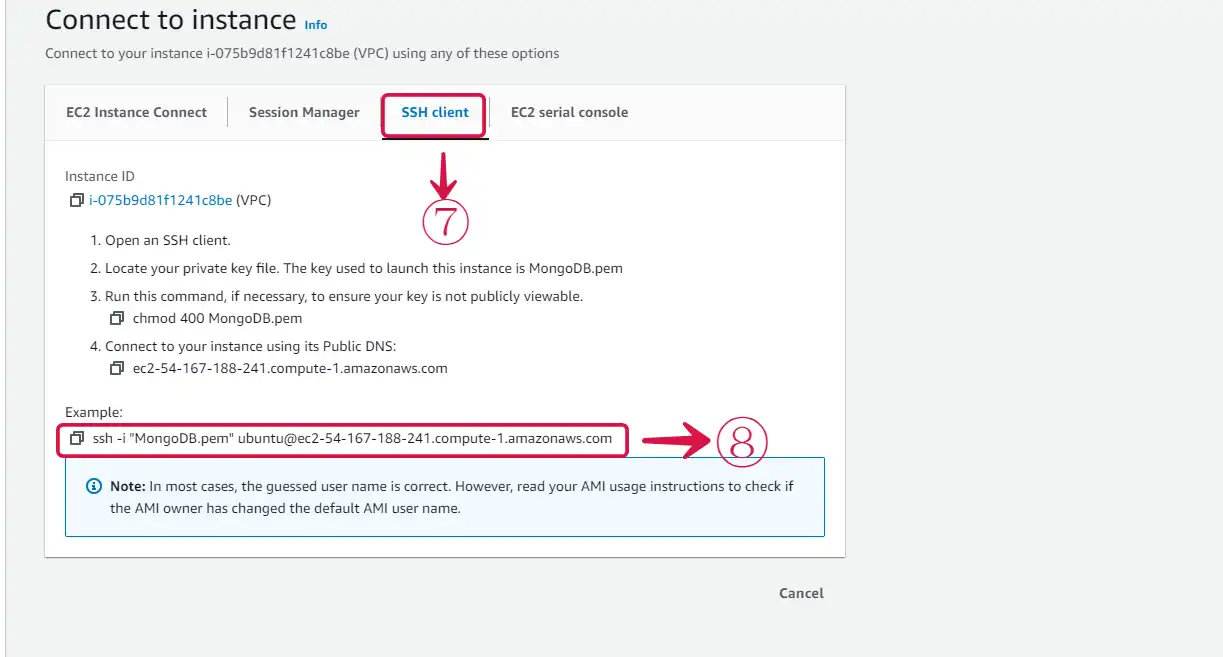 Connect to instance Info
Connect to your instance i-075b9d81f1241c8be (VPC) using any of these options
EC2 Instance Connect
Session Manager
SSH client
EC2 serial console
7
Instance ID
i-075b9d81f1241c8be (VPC)
1. Open an SSH client.
2. Locate your private key file. The key used to launch this instance is MongoDB.pem
3. Run this command, if necessary, to ensure your key is not publicly viewable.
chmod 400 MongoDB.pem
4. Connect to your instance using its Public DNS:
ec2-54-167-188-241.compute-1.amazonaws.com
Example:
ssh -i "MongoDB.pem" ubuntu@ec2-54-167-188-241.compute-1.amazonaws.com
8
Note: In most cases, the guessed user name is correct. However, read your AMI usage instructions to check if
the AMI owner has changed the default AMI user name.
Cancel